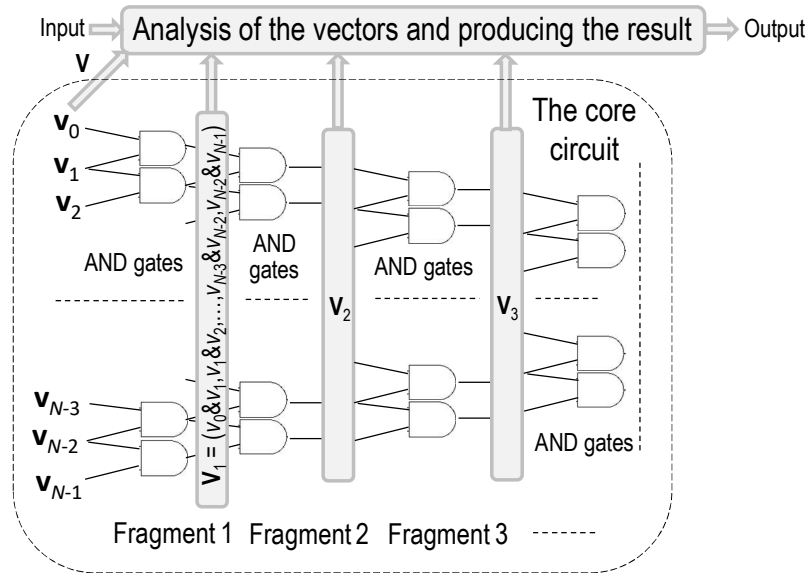 Input
Analysis of the vectors and producing the result
Output
V
The core
circuit
v0
v1
v2
AND gates
AND
gates
AND gates
V1 = (v0&v1,v1&v2,...,vN-3&vN-2,vN-2&vN-1)
V2
V3
vN-3
vN-2
vN-1
AND gates
Fragment 1
Fragment 2
Fragment 3